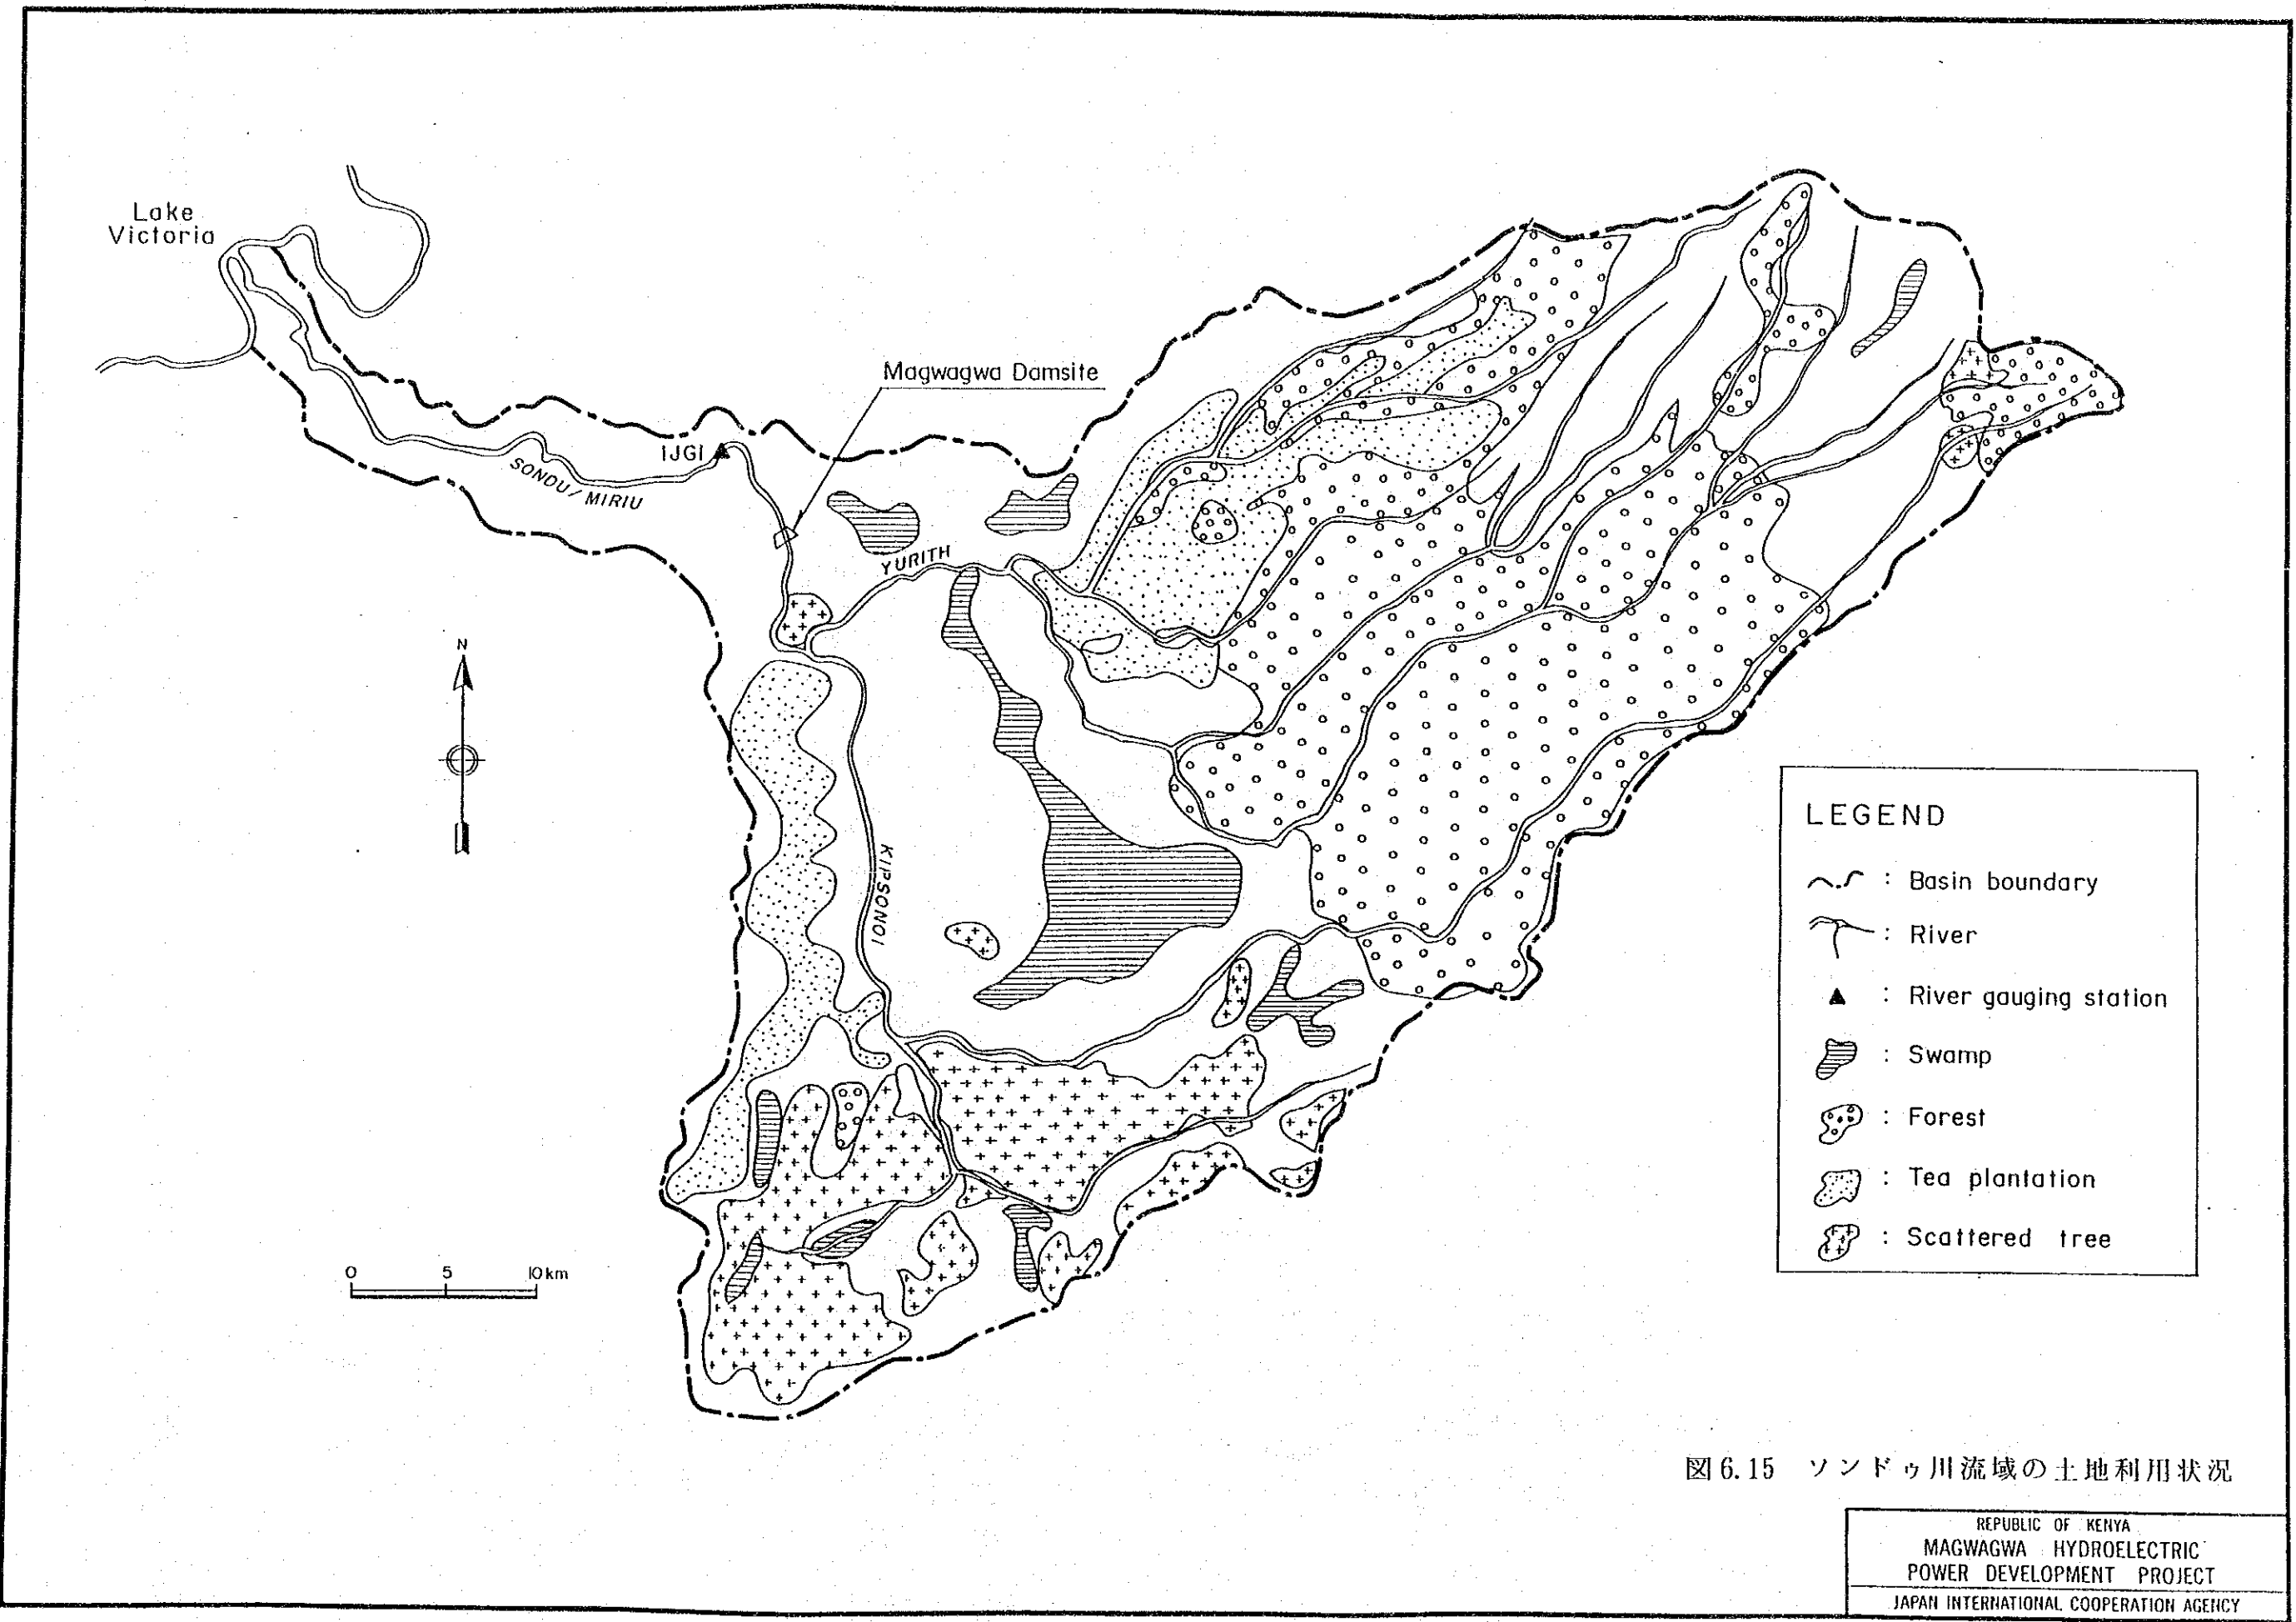 Lake
Victoria
Magwagwa Damsite
IJGI
SONDU/MIRIU
YURITH
N
KIPSONOI
0 5 10km
LEGEND
: Basin boundary
: River
: River gauging station
: Swamp
: Forest
: Tea plantation
: Scattered tree
図6.15 ソンドゥ川流域の土地利用状況
REPUBLIC OF KENYA
MAGWAGWA HYDROELECTRIC
POWER DEVELOPMENT PROJECT
JAPAN INTERNATIONAL COOPERATION AGENCY